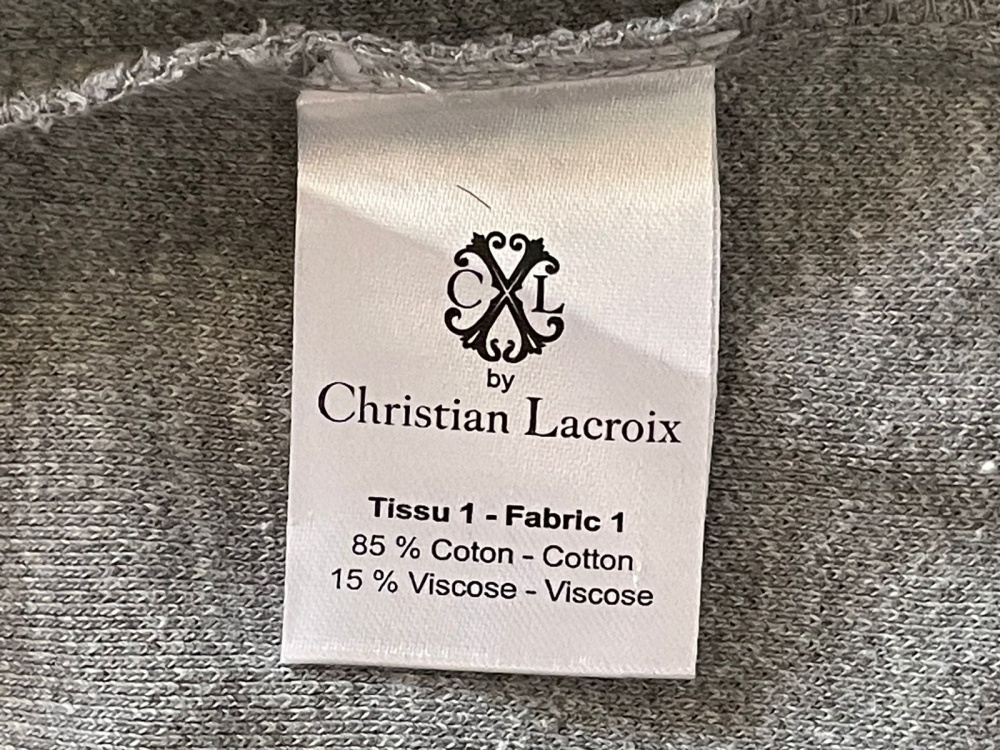 CXL
by
Christian Lacroix
Tissu 1 - Fabric 1
85 % Coton - Cotton
15 % Viscose - Viscose